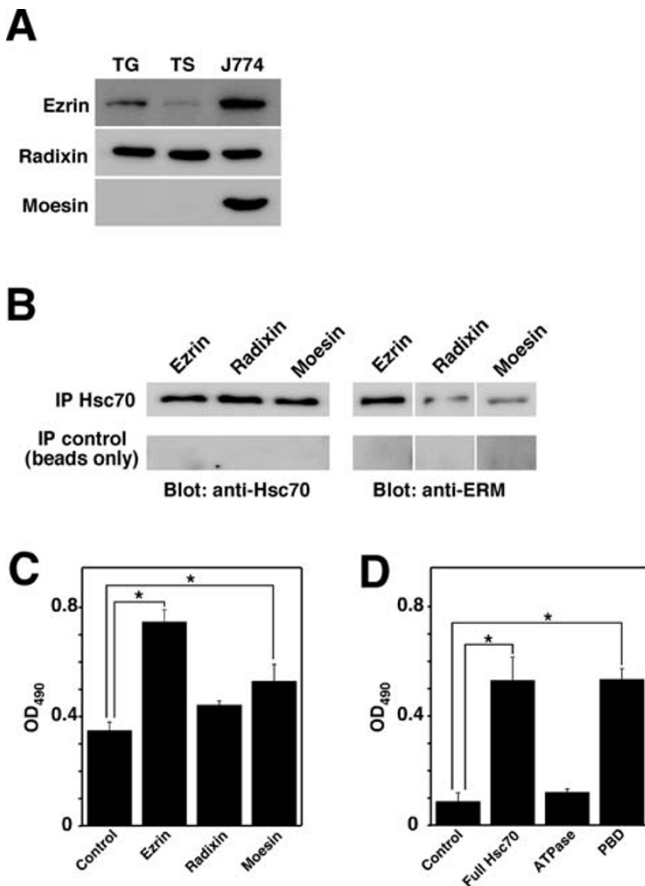 A
TG TS J774
Ezrin
Radixin
Moesin
B
Ezrin Radixin Moesin Ezrin Radixin Moesin
IP Hsc70
IP control
(beads only)
Blot: anti-Hsc70 Blot: anti-ERM
C
0.8
0.4
0
OD490
* *
Control Ezrin Radixin Moesin
D
0.8
0.4
0
OD490
* *
Control Full Hsc70 ATPase PBD